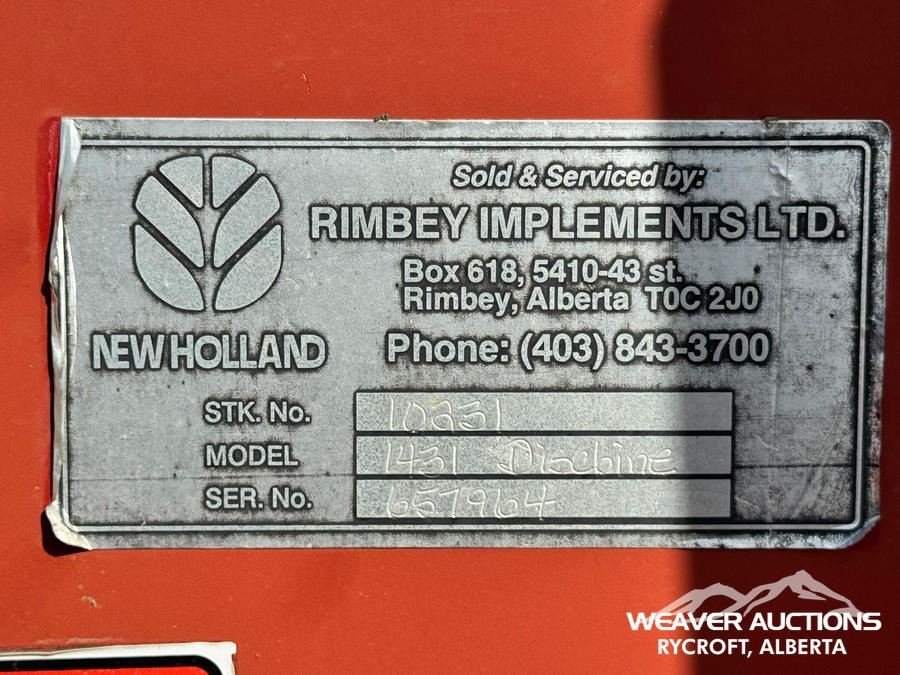 Sold & Serviced by:
RIMBEY IMPLEMENTS LTD.
Box 618, 5410-43 st.
Rimbey, Alberta T0C 2J0
NEW HOLLAND
Phone: (403) 843-3700
STK. No. 10231
MODEL 1431 Discbine
SER. No. 657964
WEAVER AUCTIONS
RYCROFT, ALBERTA